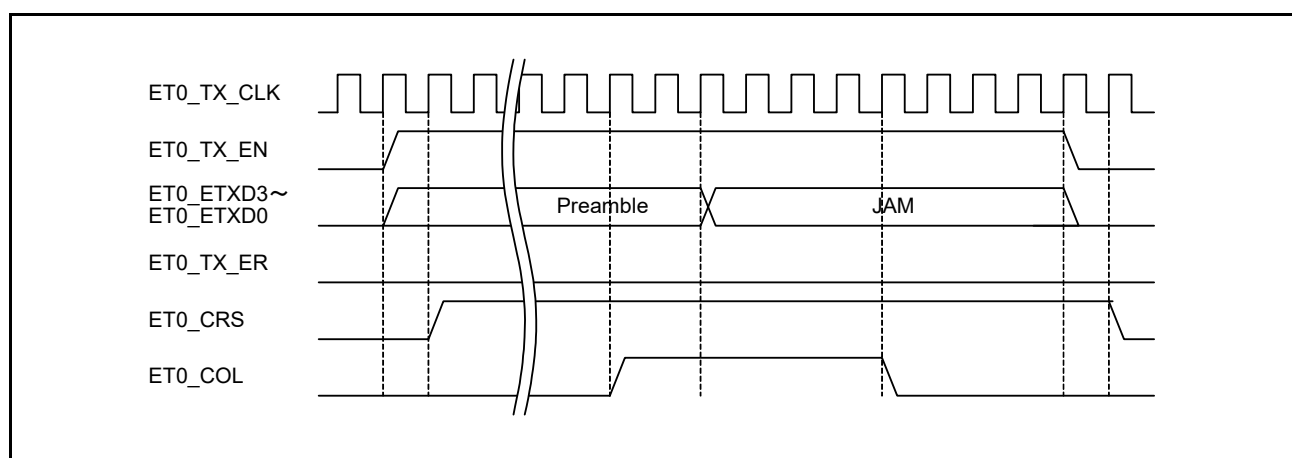 ET0_TX_CLK
ET0_TX_EN
ET0_ETXD3～
ET0_ETXD0
Preamble
JAM
ET0_TX_ER
ET0_CRS
ET0_COL